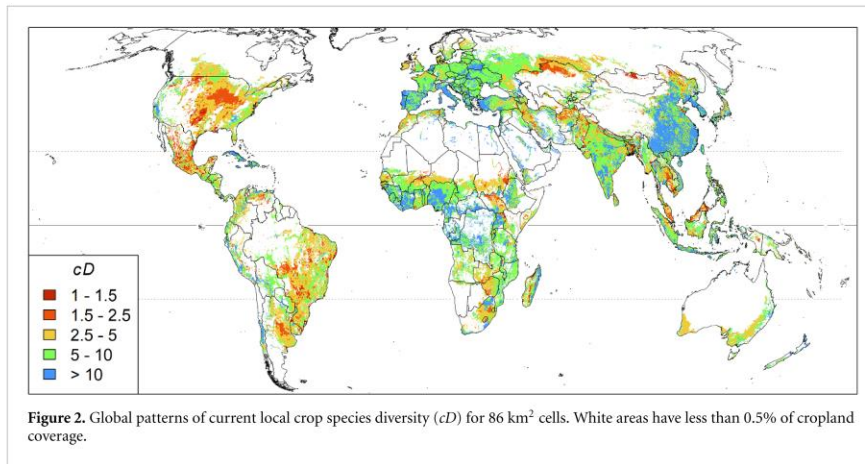 cD
1 - 1.5
1.5 - 2.5
2.5 - 5
5 - 10
> 10
Figure 2. Global patterns of current local crop species diversity (cD) for 86 km² cells. White areas have less than 0.5% of cropland
coverage.